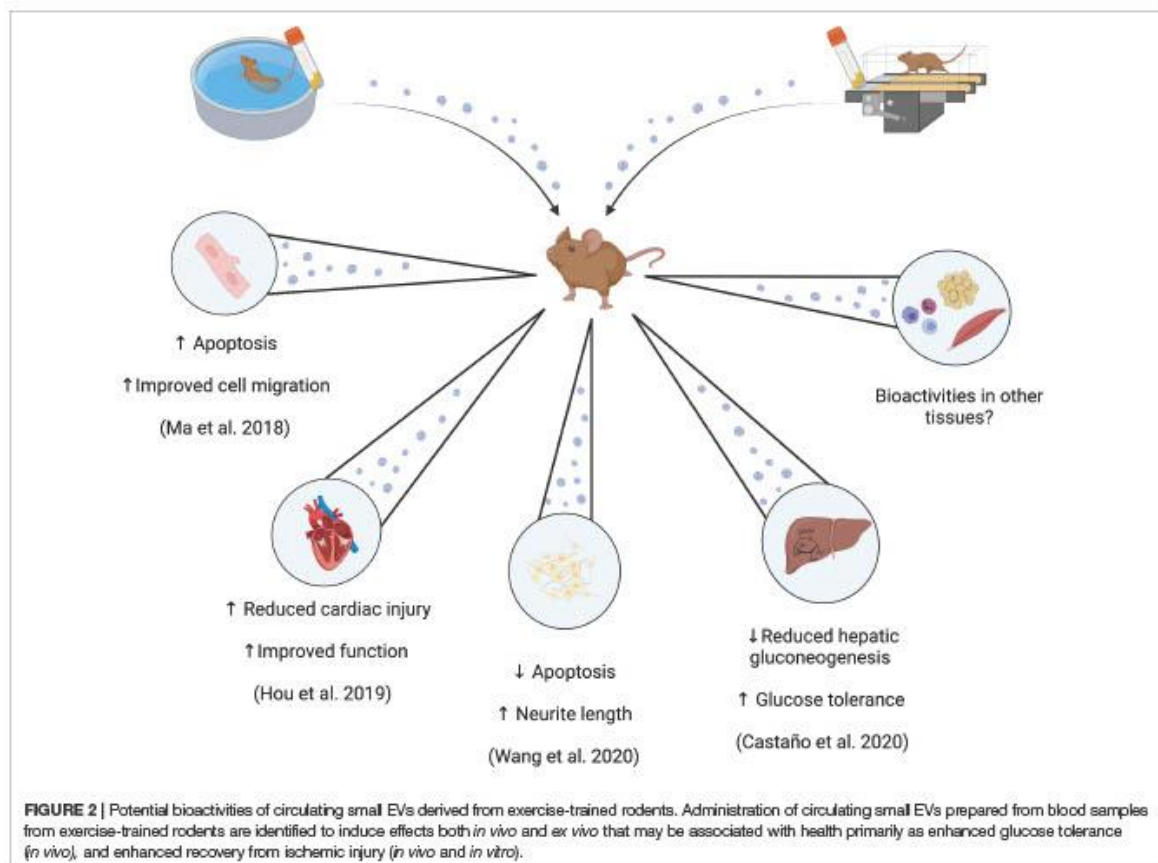 ↑ Apoptosis
↑Improved cell migration
(Ma et al. 2018)
↑ Reduced cardiac injury
↑Improved function
(Hou et al. 2019)
↓ Apoptosis
↑ Neurite length
(Wang et al. 2020)
↓Reduced hepatic
gluconeogenesis
↑ Glucose tolerance
(Castaño et al. 2020)
Bioactivities in other
tissues?
FIGURE 2 | Potential bioactivities of circulating small EVs derived from exercise-trained rodents. Administration of circulating small EVs prepared from blood samples
from exercise-trained rodents are identified to induce effects both in vivo and ex vivo that may be associated with health primarily as enhanced glucose tolerance
(in vivo), and enhanced recovery from ischemic injury (in vivo and in vitro).